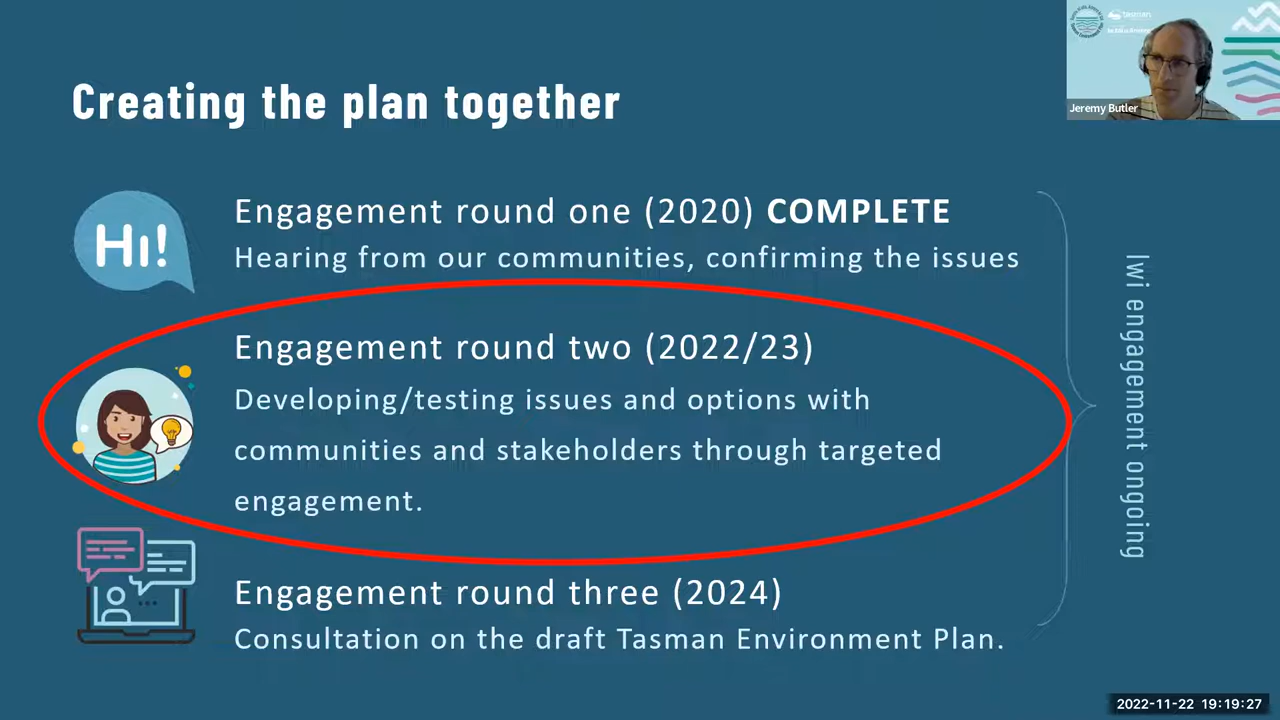 Creating the plan together
tasman
Jeremy Butler
Hi!
Engagement round one (2020) COMPLETE
Hearing from our communities, confirming the issues
Engagement round two (2022/23)
Developing/testing issues and options with
communities and stakeholders through targeted
engagement.
Engagement round three (2024)
Consultation on the draft Tasman Environment Plan.
Iwi engagement ongoing
2022-11-22 19:19:27